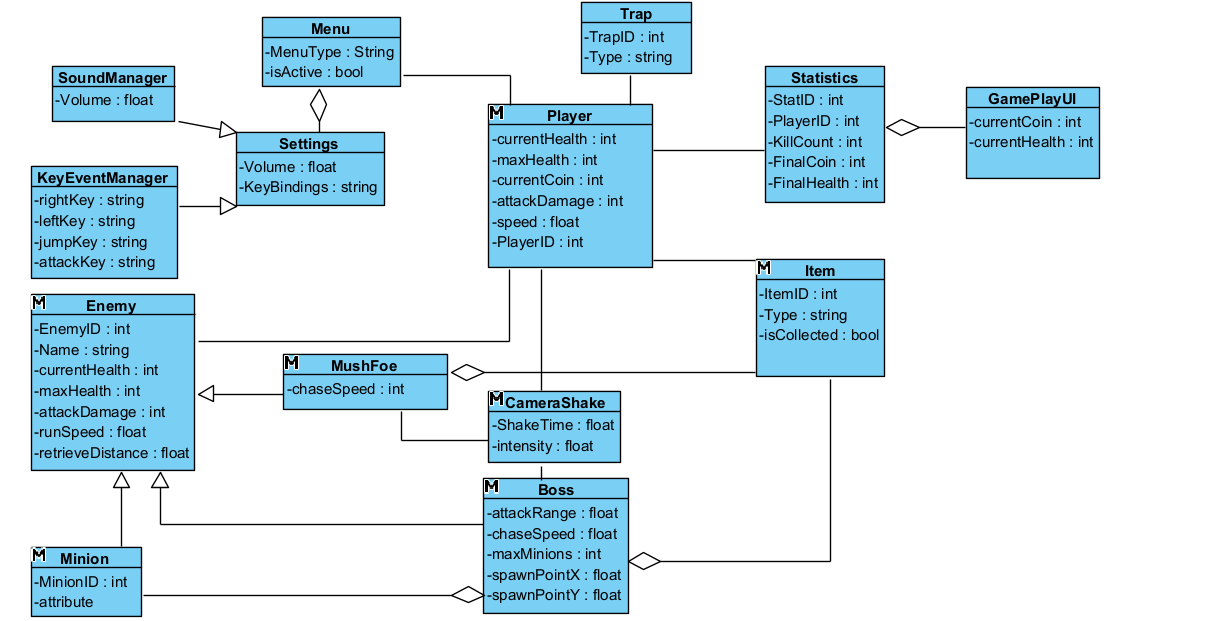 Trap
-TrapID : int
-Type : string
Menu
-MenuType : String
-isActive : bool
SoundManager
-Volume : float
Statistics
-StatID : int
-PlayerID : int
-KillCount : int
-FinalCoin : int
-FinalHealth : int
GamePlayUI
-currentCoin : int
-currentHealth : int
M
Player
-currentHealth : int
-maxHealth : int
-currentCoin : int
-attackDamage : int
-speed : float
-PlayerID : int
Settings
-Volume : float
-KeyBindings : string
KeyEventManager
-rightKey : string
-leftKey : string
-jumpKey : string
-attackKey : string
M
Item
-ItemID : int
-Type : string
-isCollected : bool
M
Enemy
-EnemyID : int
-Name : string
-currentHealth : int
-maxHealth : int
-attackDamage : int
-runSpeed : float
-retrieveDistance : float
M
MushFoe
-chaseSpeed : int
M
CameraShake
-ShakeTime : float
-intensity : float
M
Boss
-attackRange : float
-chaseSpeed : float
-maxMinions : int
-spawnPointX : float
-spawnPointY : float
M
Minion
-MinionID : int
-attribute